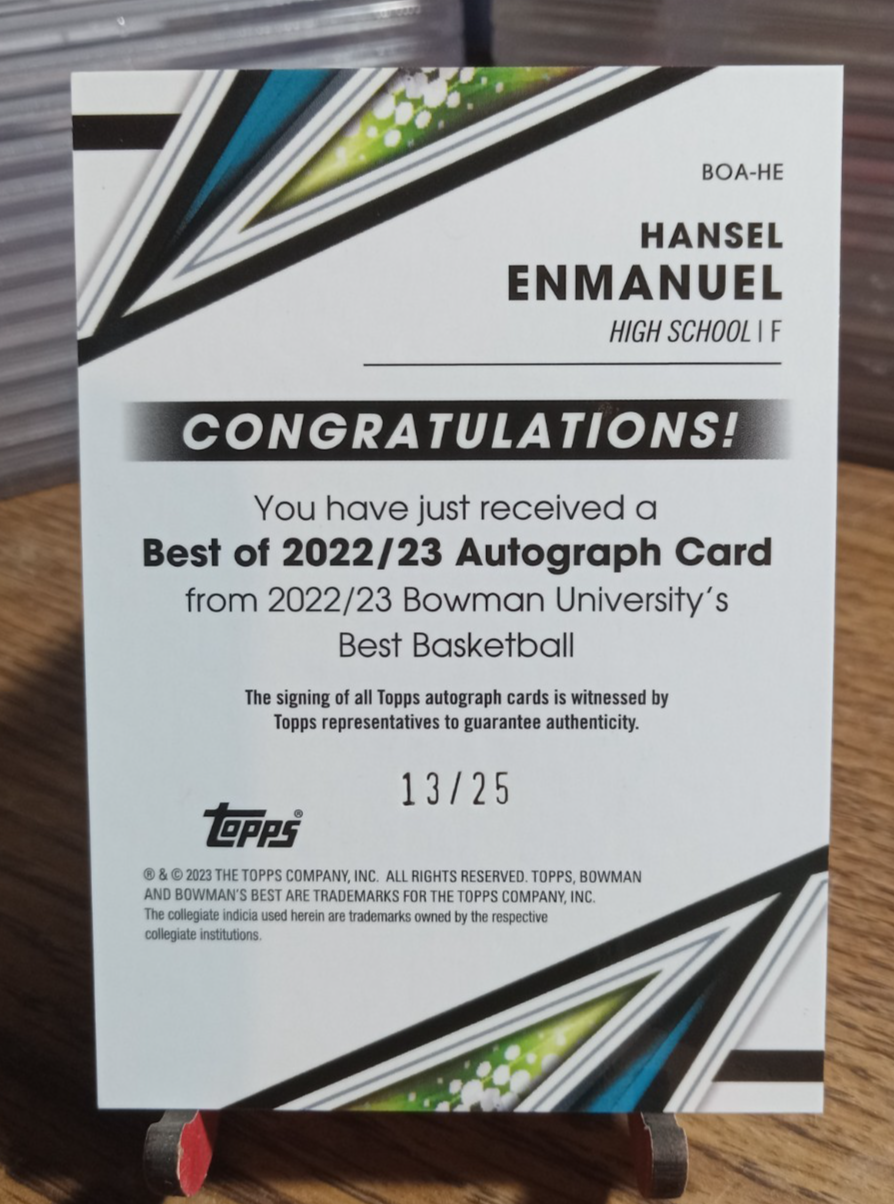 BOA-HE
HANSEL
ENMANUEL
HIGH SCHOOL | F
CONGRATULATIONS!
You have just received a
Best of 2022/23 Autograph Card
from 2022/23 Bowman University's
Best Basketball
The signing of all Topps autograph cards is witnessed by
Topps representatives to guarantee authenticity.
13/25
topps®
® & © 2023 THE TOPPS COMPANY, INC. ALL RIGHTS RESERVED. TOPPS, BOWMAN
AND BOWMAN'S BEST ARE TRADEMARKS FOR THE TOPPS COMPANY, INC.
The collegiate indicia used herein are trademarks owned by the respective
collegiate institutions.